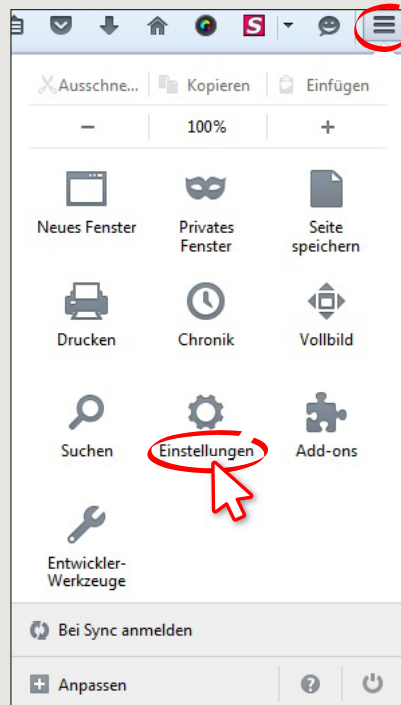 S
Ausschne... Kopieren Einfügen
− 100% +
Neues Fenster
Privates
Fenster
Seite
speichern
Drucken
Chronik
Vollbild
Suchen
Einstellungen
Add-ons
Entwickler-
Werkzeuge
Bei Sync anmelden
Anpassen ?